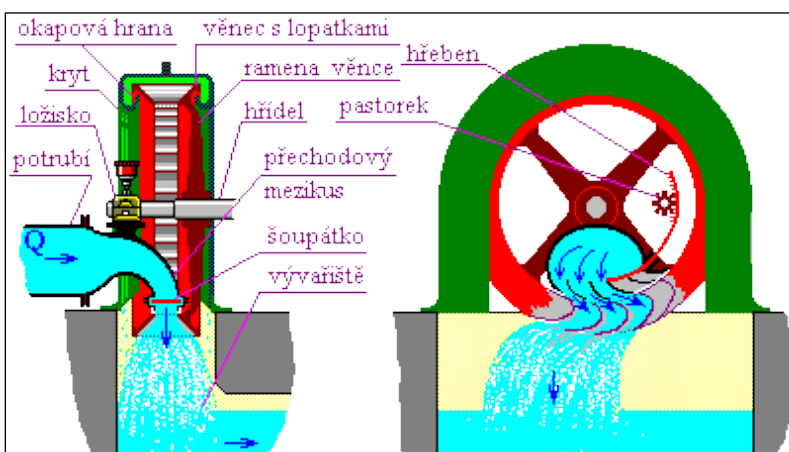 okapová hrana
věnec s lopatkami
kryt
ramena věnce
hřeben
ložisko
hřídel
pastorek
potrubí
přechodový
mezikus
Q
šoupátko
vývařiště